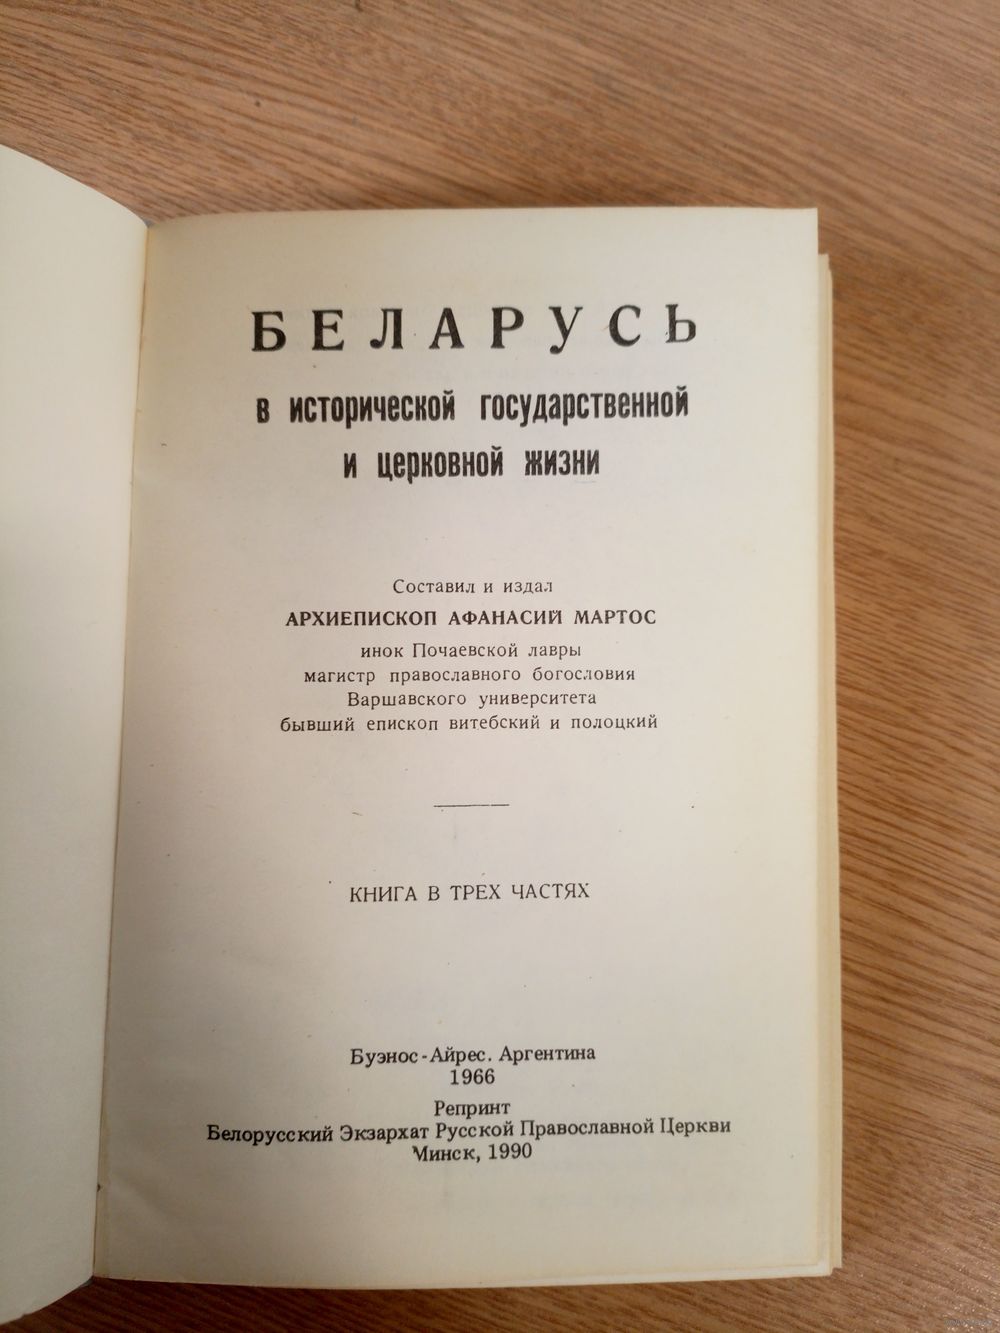 БЕЛАРУСЬ
в исторической государственной
и церковной жизни
Составил и издал
АРХИЕПИСКОП АФАНАСИЙ МАРТОС
инок Почаевской лавры
магистр православного богословия
Варшавского университета
бывший епископ витебский и полоцкий
КНИГА В ТРЕХ ЧАСТЯХ
Буэнос-Айрес. Аргентина
1966
Репринт
Белорусский Экзархат Русской Православной Церкви
Минск, 1990